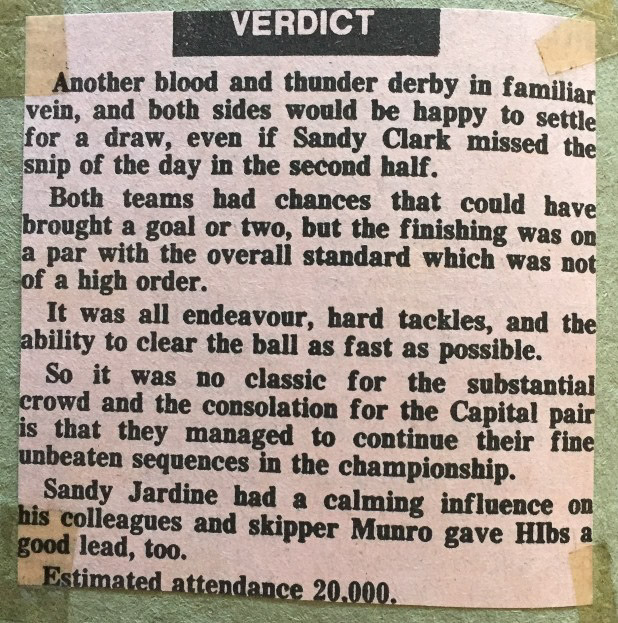 VERDICT
Another blood and thunder derby in familiar
vein, and both sides would be happy to settle
for a draw, even if Sandy Clark missed the
snip of the day in the second half.
Both teams had chances that could have
brought a goal or two, but the finishing was on
a par with the overall standard which was not
of a high order.
It was all endeavour, hard tackles, and the
ability to clear the ball as fast as possible.
So it was no classic for the substantial
crowd and the consolation for the Capital pair
is that they managed to continue their fine
unbeaten sequences in the championship.
Sandy Jardine had a calming influence on
his colleagues and skipper Munro gave HIbs a
good lead, too.
Estimated attendance 20,000.